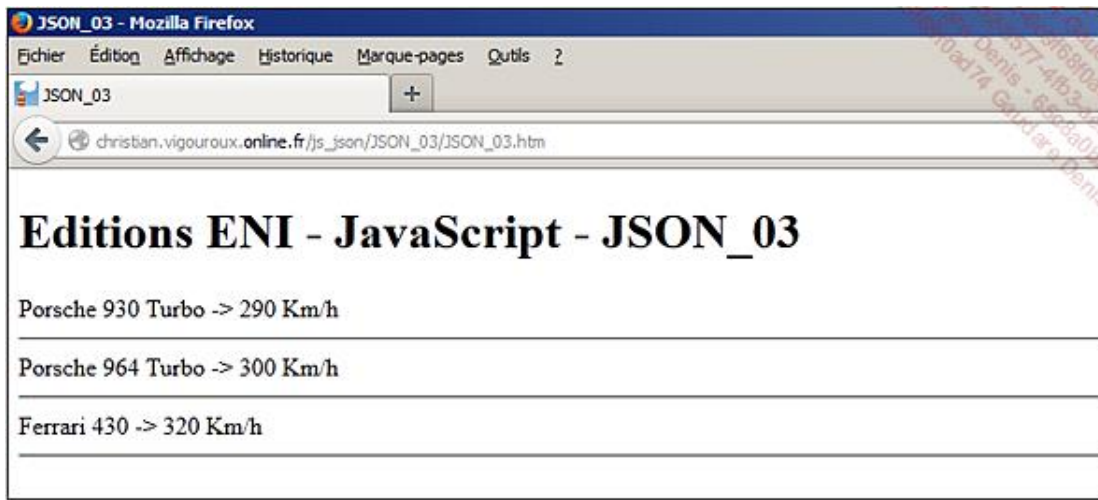 JSON_03 - Mozilla Firefox
Fichier Édition Affichage Historique Marque-pages Outils ?
JSON_03 +
christian.vigouroux.online.fr/js_json/JSON_03/JSON_03.htm
Editions ENI - JavaScript - JSON_03
Porsche 930 Turbo -> 290 Km/h
Porsche 964 Turbo -> 300 Km/h
Ferrari 430 -> 320 Km/h